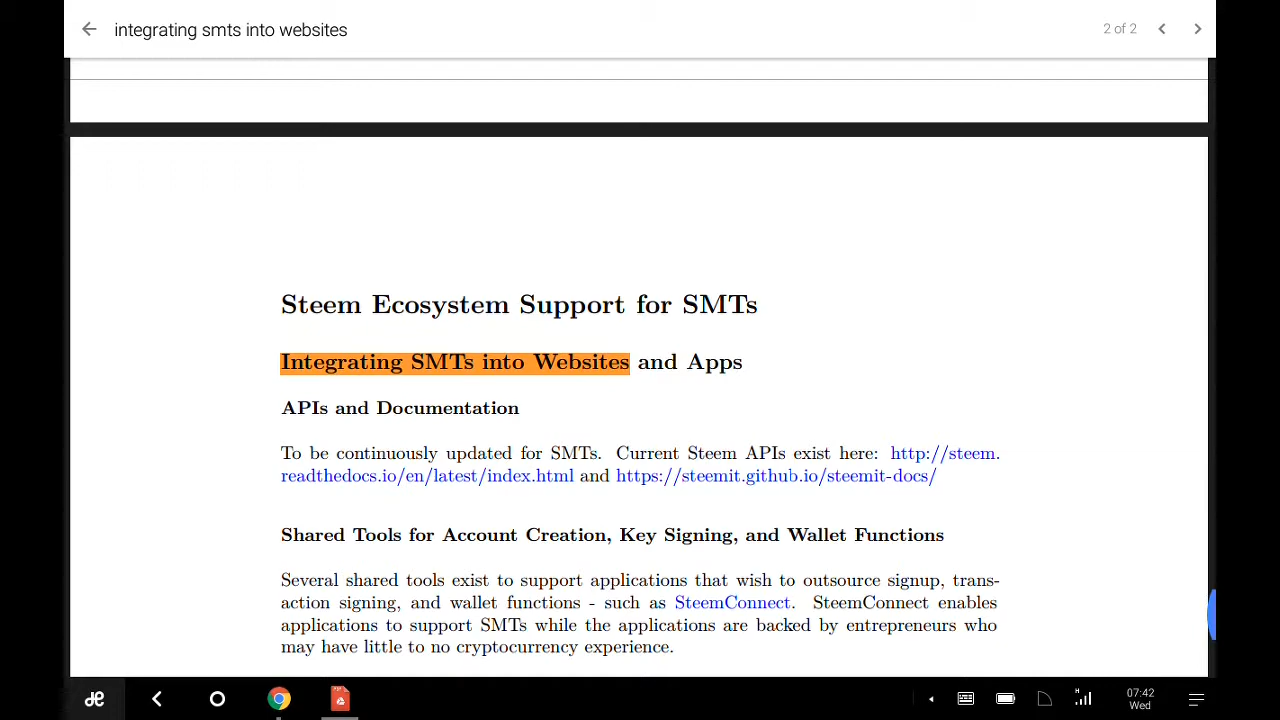 integrating smts into websites
2 of 2
Steem Ecosystem Support for SMTs
Integrating SMTs into Websites and Apps
APIs and Documentation
To be continuously updated for SMTs. Current Steem APIs exist here: http://steem.
readthedocs.io/en/latest/index.html and https://steemit.github.io/steemit-docs/
Shared Tools for Account Creation, Key Signing, and Wallet Functions
Several shared tools exist to support applications that wish to outsource signup, trans-
action signing, and wallet functions - such as SteemConnect. SteemConnect enables
applications to support SMTs while the applications are backed by entrepreneurs who
may have little to no cryptocurrency experience.
H
07:42
Wed